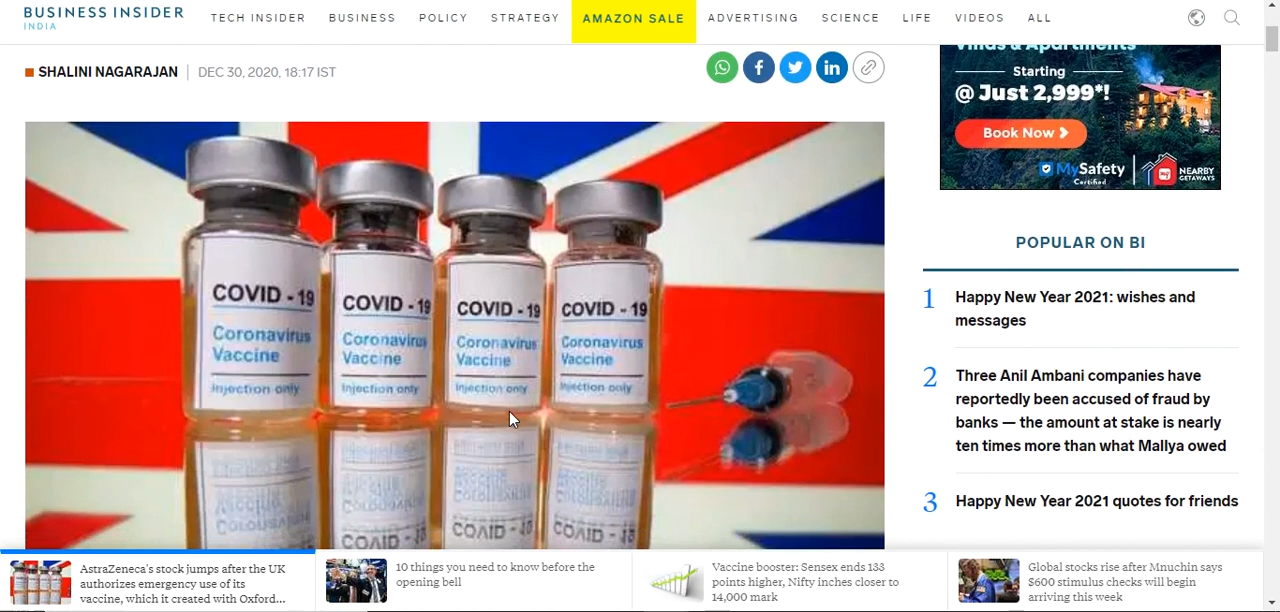 BUSINESS INSIDER
INDIA
TECH INSIDER
BUSINESS
POLICY
STRATEGY
AMAZON SALE
ADVERTISING
SCIENCE
LIFE
VIDEOS
ALL
SHALINI NAGARAJAN
DEC 30, 2020, 18:17 IST
Villas & Apartments
Starting
@ Just 2,999*!
Book Now
MySafety
Certified
NEARBY
GETAWAYS
COVID - 19
Coronavirus
Vaccine
Injection only
COVID - 19
Coronavirus
Vaccine
Injection only
COVID - 19
Coronavirus
Vaccine
Injection only
COVID - 19
Coronavirus
Vaccine
Injection only
POPULAR ON BI
1
Happy New Year 2021: wishes and
messages
2
Three Anil Ambani companies have
reportedly been accused of fraud by
banks — the amount at stake is nearly
ten times more than what Mallya owed
3
Happy New Year 2021 quotes for friends
AstraZeneca's stock jumps after the UK
authorizes emergency use of its
vaccine, which it created with Oxford...
10 things you need to know before the
opening bell
Vaccine booster: Sensex ends 133
points higher, Nifty inches closer to
14,000 mark
Global stocks rise after Mnuchin says
$600 stimulus checks will begin
arriving this week